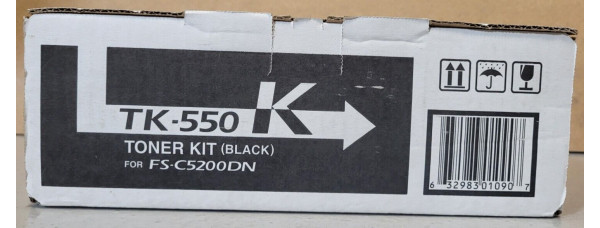 TK-550 K
TONER KIT (BLACK)
FOR FS-C5200DN
6 32983 01090 7